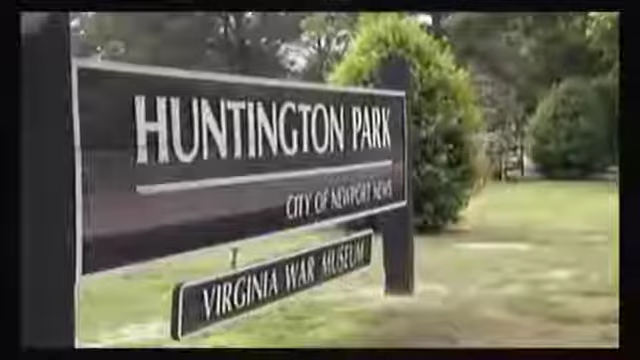 HUNTINGTON PARK
CITY OF NEWPORT NEWS
VIRGINIA WAR MUSEUM